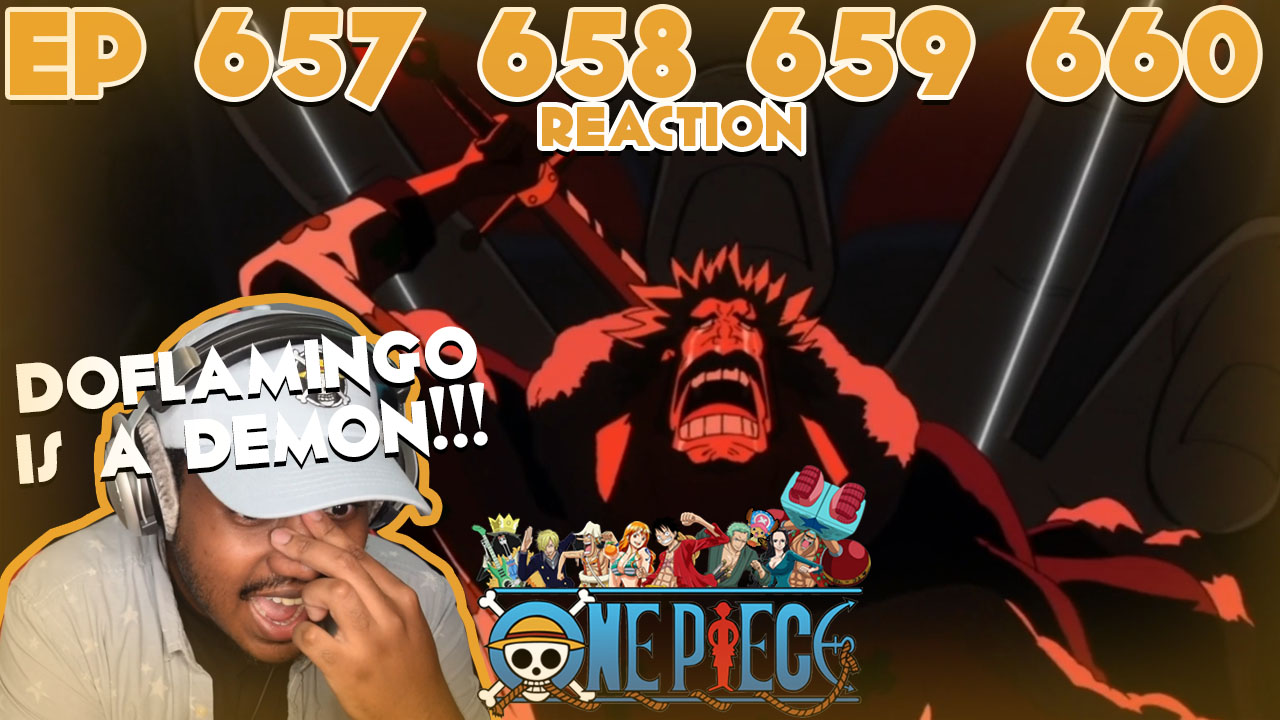 EP 657 658 659 660
REACTION
DOFLAMINGO
IS A DEMON!!!
ONE PIECE